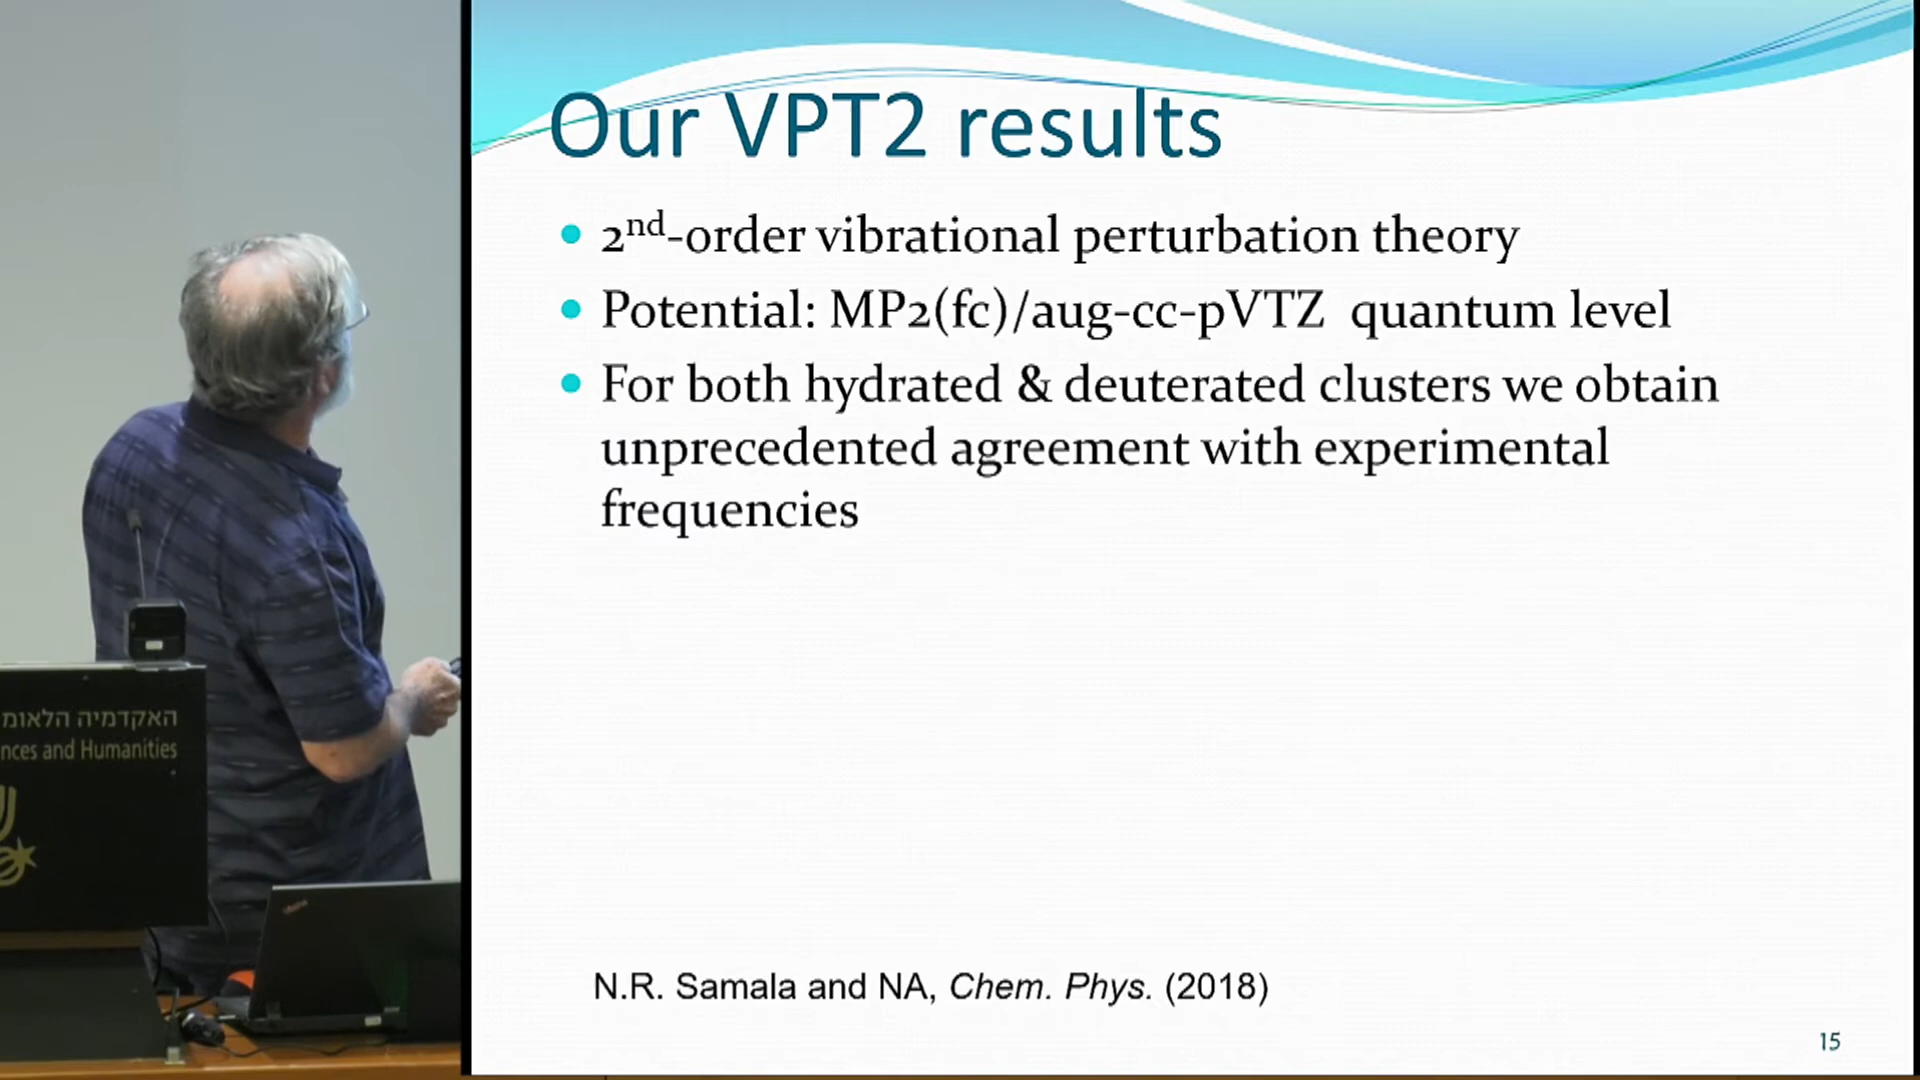 Our VPT2 results
2nd-order vibrational perturbation theory
Potential: MP2(fc)/aug-cc-pVTZ quantum level
For both hydrated & deuterated clusters we obtain
unprecedented agreement with experimental
frequencies
N.R. Samala and NA, Chem. Phys. (2018)
15
האקדמיה הלאומ
nces and Humanities